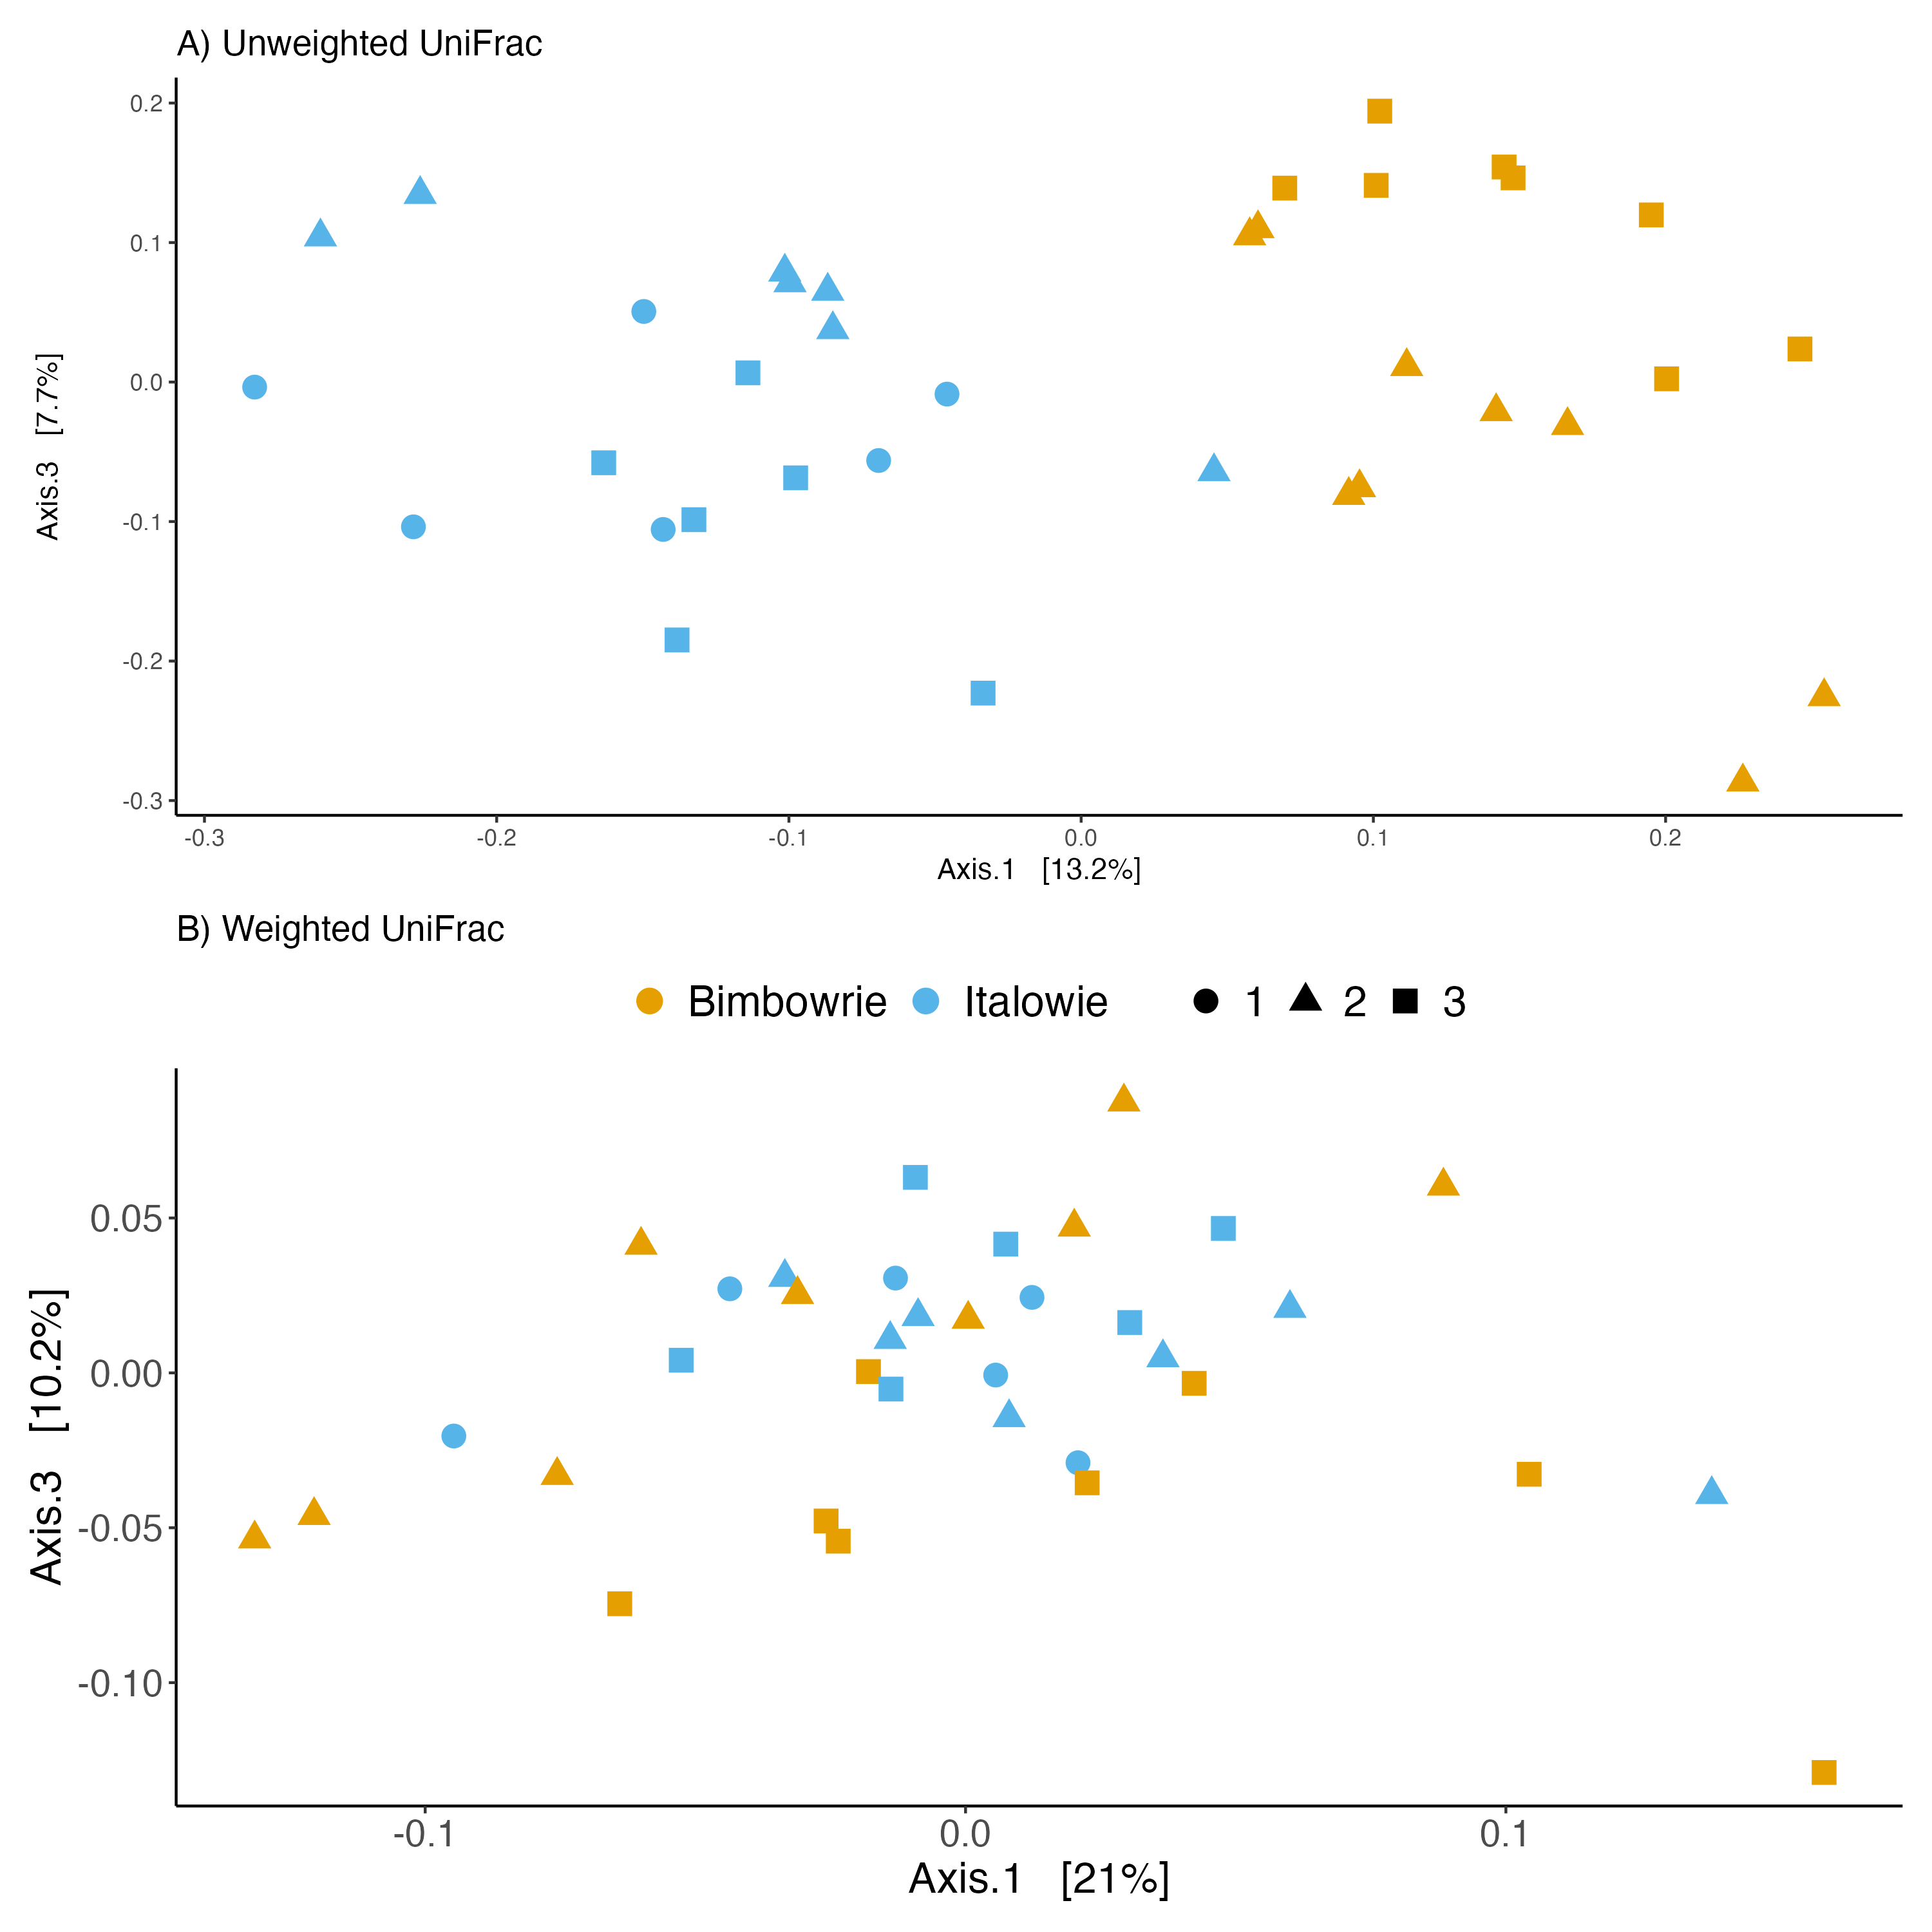 A) Unweighted UniFrac
0.2
0.1
0.0
-0.1
-0.2
-0.3
Axis.3 [7.7%]
-0.3 -0.2 -0.1 0.0 0.1 0.2
Axis.1 [13.2%]
B) Weighted UniFrac
Bimbowrie Italowie 1 2 3
0.05
0.00
-0.05
-0.10
Axis.3 [10.2%]
-0.1 0.0 0.1
Axis.1 [21%]